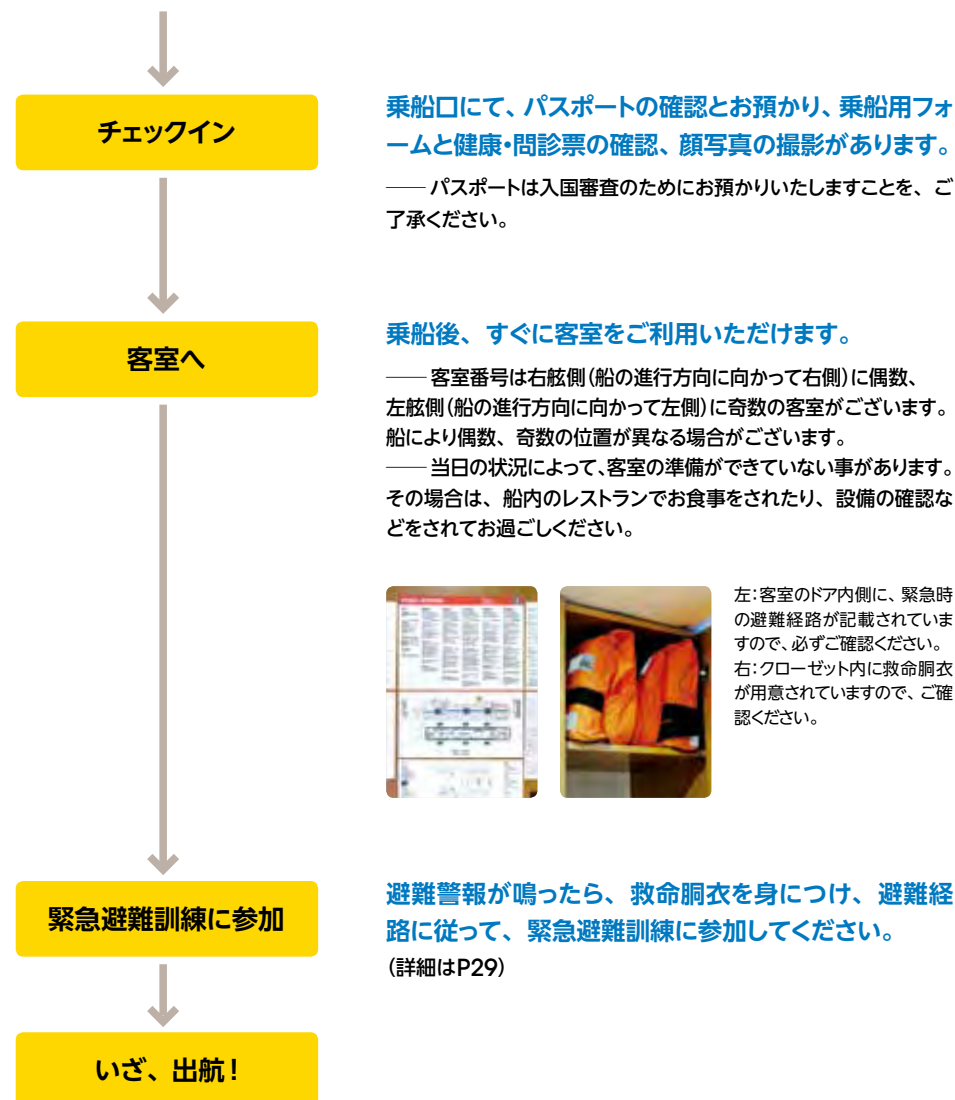 チェックイン
乗船口にて、パスポートの確認とお預かり、乗船用フォ
ームと健康・問診票の確認、顔写真の撮影があります。
── パスポートは入国審査のためにお預かりいたしますことを、ご
了承ください。
客室へ
乗船後、すぐに客室をご利用いただけます。
── 客室番号は右舷側(船の進行方向に向かって右側)に偶数、
左舷側(船の進行方向に向かって左側)に奇数の客室がございます。
船により偶数、奇数の位置が異なる場合がございます。
── 当日の状況によって、客室の準備ができていない事があります。
その場合は、船内のレストランでお食事をされたり、設備の確認な
どをされてお過ごしください。
左:客室のドア内側に、緊急時
の避難経路が記載されていま
すので、必ずご確認ください。
右:クローゼット内に救命胴衣
が用意されていますので、ご確
認ください。
緊急避難訓練に参加
避難警報が鳴ったら、救命胴衣を身につけ、避難経
路に従って、緊急避難訓練に参加してください。
(詳細はP29)
いざ、出航!